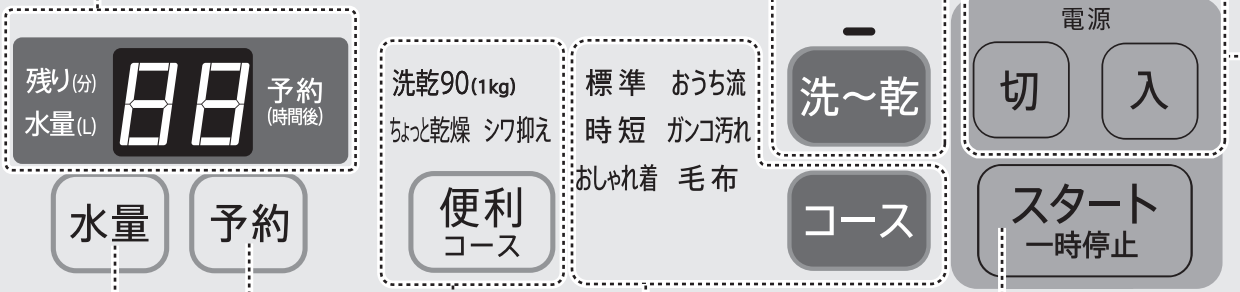 残り(分)
水量(L)
88
予約
(時間後)
水量
予約
洗乾90(1kg)
ちょっと乾燥 シワ抑え
便利
コース
標準 おうち流
時短 ガンコ汚れ
おしゃれ着 毛布
洗〜乾
コース
電源
切 入
スタート
一時停止